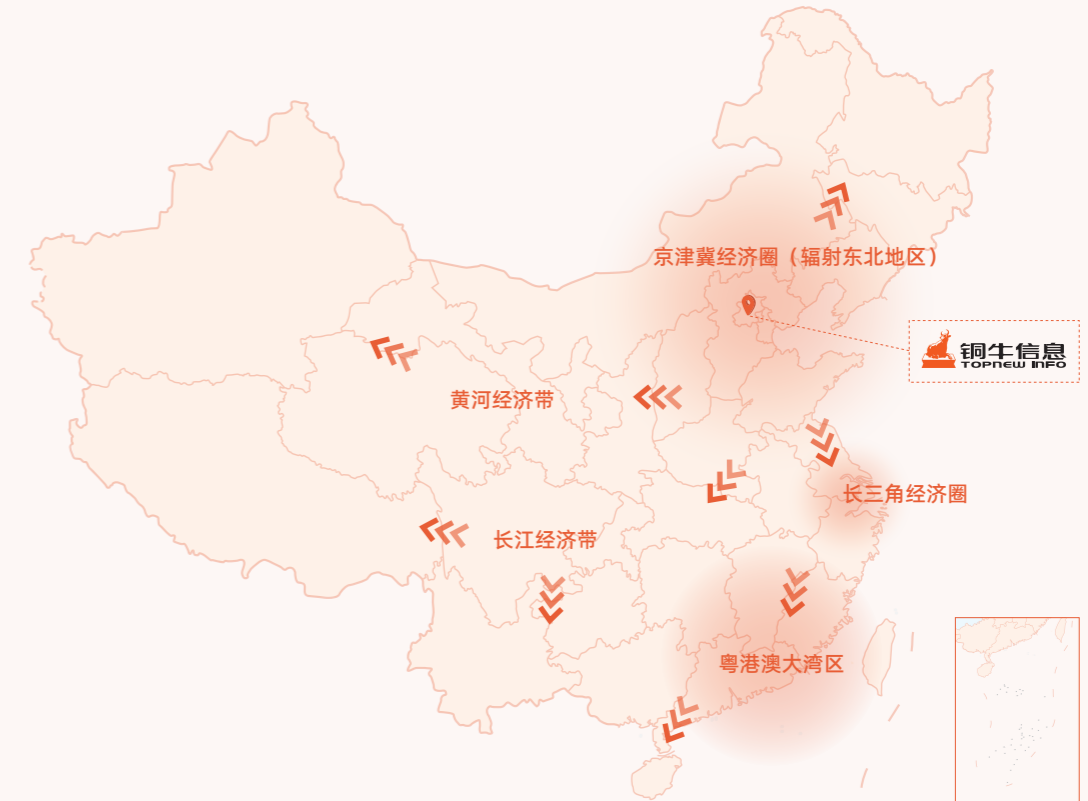 京津冀经济圈（辐射东北地区）
铜牛信息
TOPNEW INFO
黄河经济带
长三角经济圈
长江经济带
粤港澳大湾区